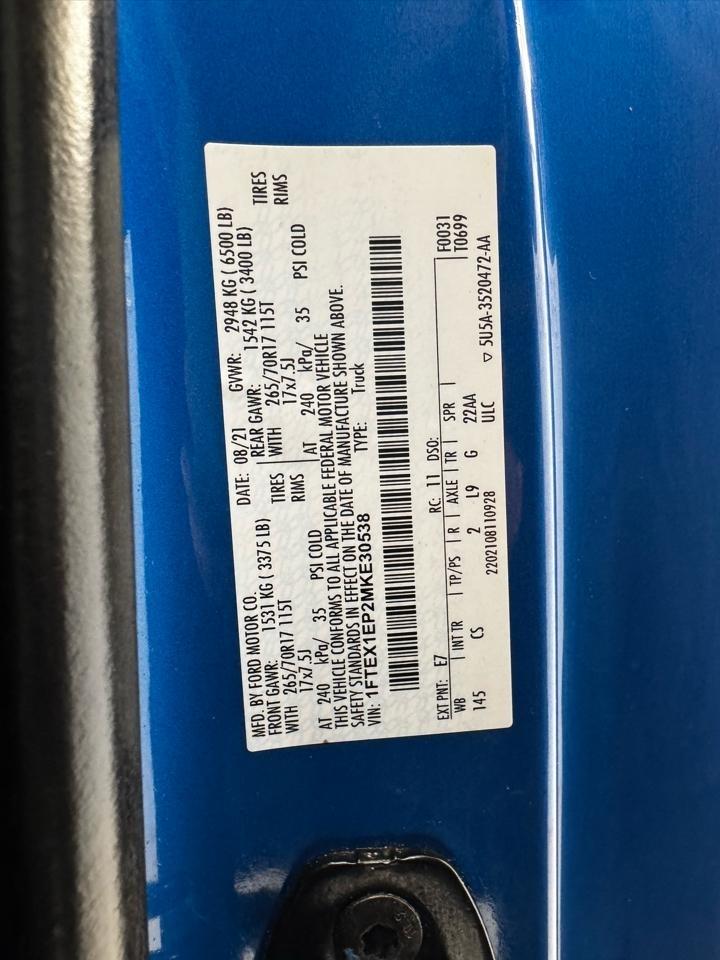 MFD. BY FORD MOTOR CO.
DATE: 08/21 GVWR: 2948 KG ( 6500 LB)
FRONT GAWR: 1531 KG ( 3375 LB)
REAR GAWR: 1542 KG ( 3400 LB)
WITH 265/70R17 115T TIRES
WITH 265/70R17 115T TIRES
17x7.5J RIMS
17x7.5J RIMS
AT 240 kPa/ 35 PSI COLD
AT 240 kPa/ 35 PSI COLD
THIS VEHICLE CONFORMS TO ALL APPLICABLE FEDERAL MOTOR VEHICLE
SAFETY STANDARDS IN EFFECT ON THE DATE OF MANUFACTURE SHOWN ABOVE.
VIN: 1FTEX1EP2MKE30538
TYPE: Truck
EXT PNT: E7 RC: 11 DSO: F0031
WB INT TR TP/PS R AXLE TR SPR T0699
145 CS 2 L9 G 22AA
2202108110928 ULC ▽ 5U5A-3520472-AA